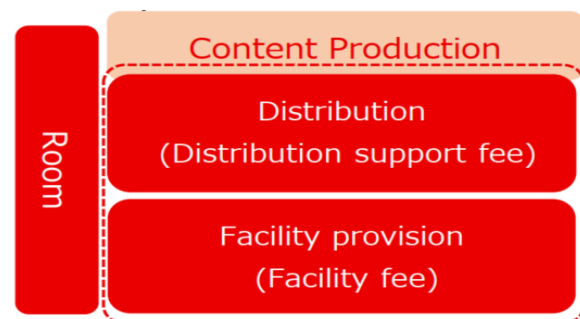 Room
Content Production
Distribution
(Distribution support fee)
Facility provision
(Facility fee)